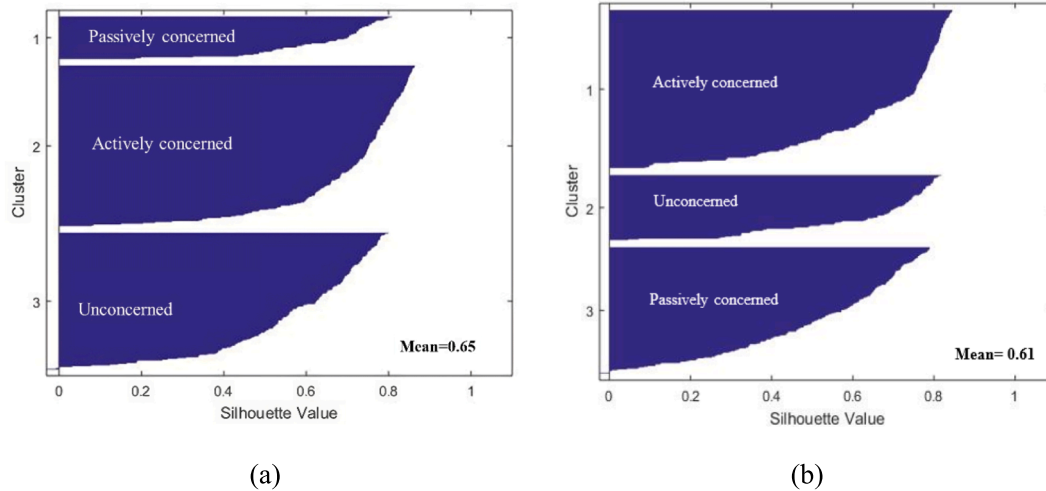 Passively concerned
Actively concerned
Unconcerned
Mean=0.65
1
2
3
Cluster
0
0.2
0.4
0.6
0.8
1
Silhouette Value
(a)
Actively concerned
Unconcerned
Passively concerned
Mean= 0.61
1
2
3
Cluster
0
0.2
0.4
0.6
0.8
1
Silhouette Value
(b)